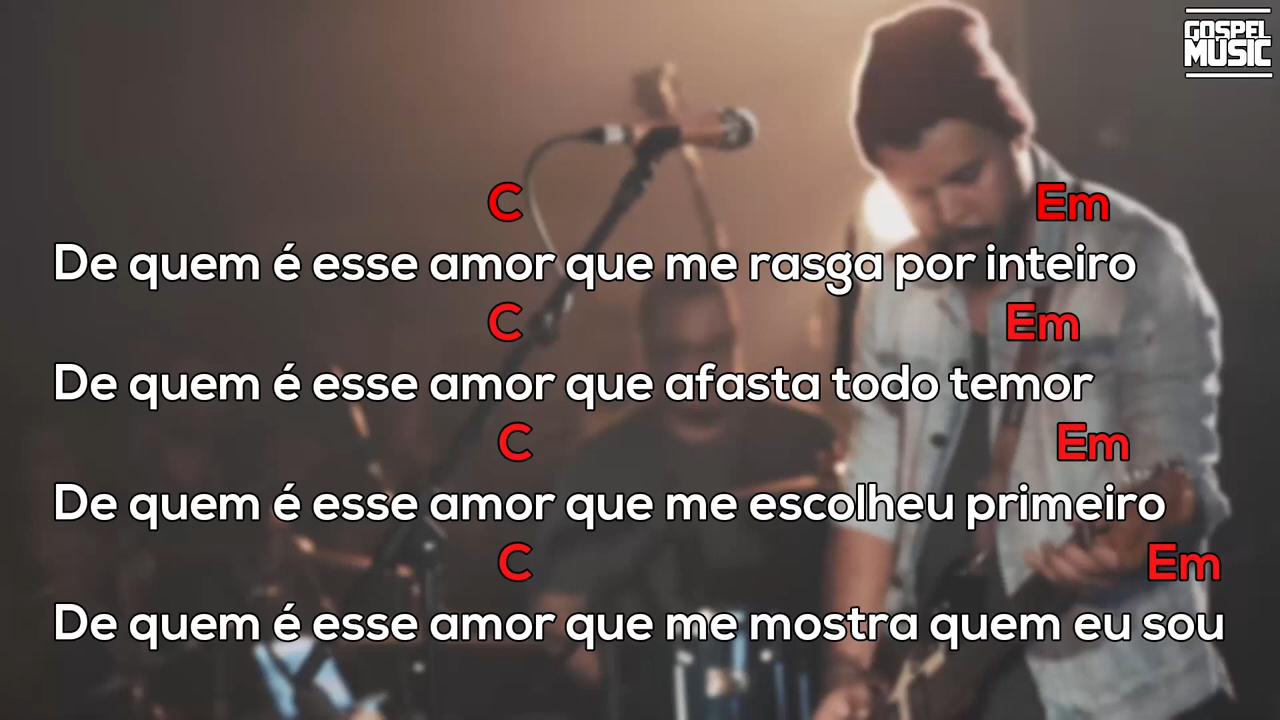 GOSPEL
MUSIC
C Em
De quem é esse amor que me rasga por inteiro
C Em
De quem é esse amor que afasta todo temor
C Em
De quem é esse amor que me escolheu primeiro
C Em
De quem é esse amor que me mostra quem eu sou